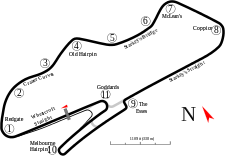 7
McLean's
6
Coppice
8
5
Starkey's Bridge
4
Old Hairpin
3
Craner Curves
Starkey's Straight
2
Goddards
11
Wheatcroft
Straight
9 The
Esses
Redgate
1
N
Melbourne
Hairpin
10